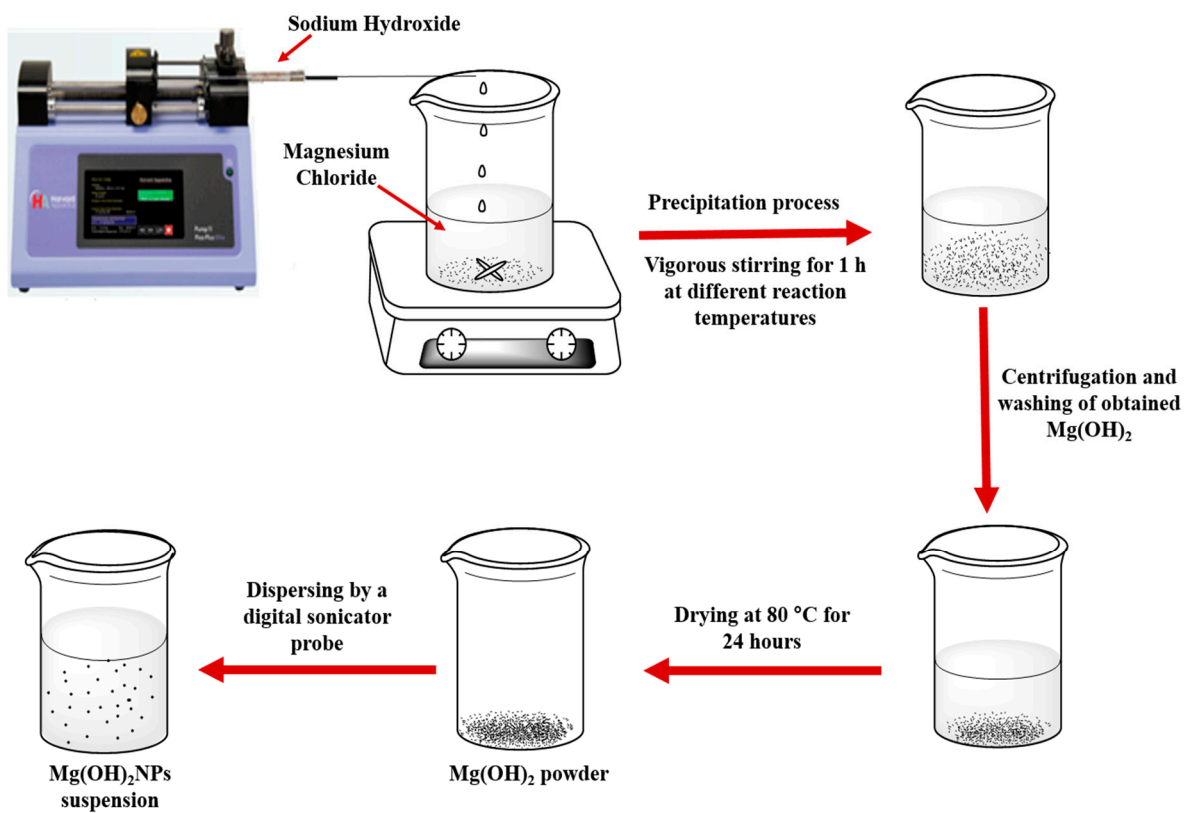 Sodium Hydroxide
Magnesium
Chloride
Precipitation process
Vigorous stirring for 1 h
at different reaction
temperatures
Centrifugation and
washing of obtained
Mg(OH)₂
Drying at 80 °C for
24 hours
Dispersing by a
digital sonicator
probe
Mg(OH)₂ powder
Mg(OH)₂NPs
suspension